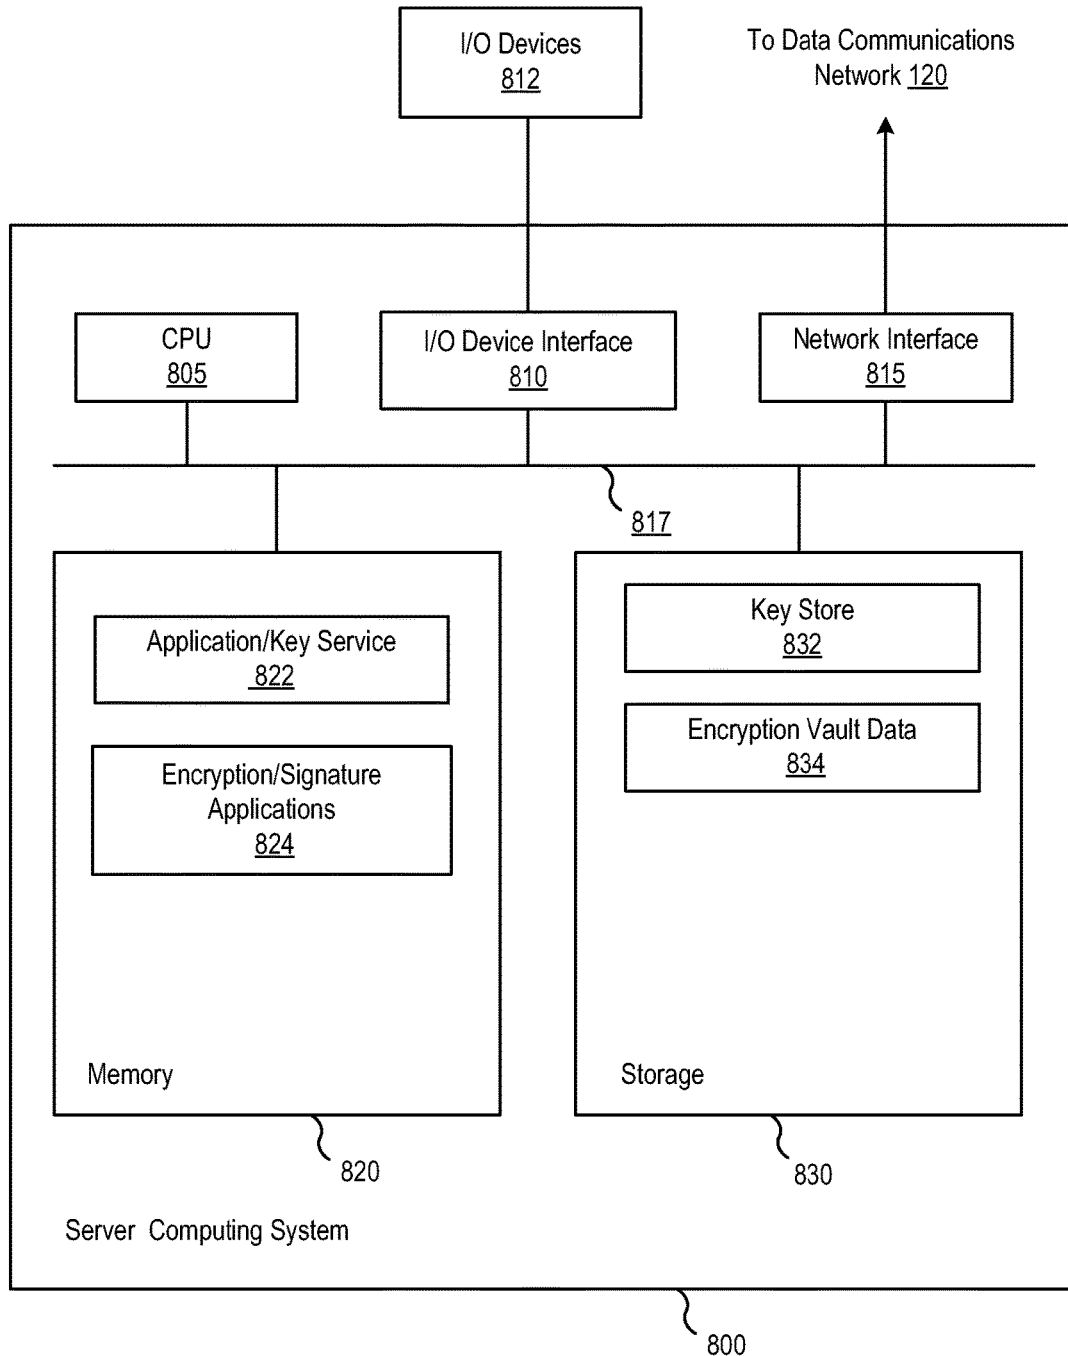 I/O Devices
812
To Data Communications
Network 120
CPU
805
I/O Device Interface
810
Network Interface
815
817
Application/Key Service
822
Encryption/Signature
Applications
824
Memory
820
Key Store
832
Encryption Vault Data
834
Storage
830
Server Computing System
800